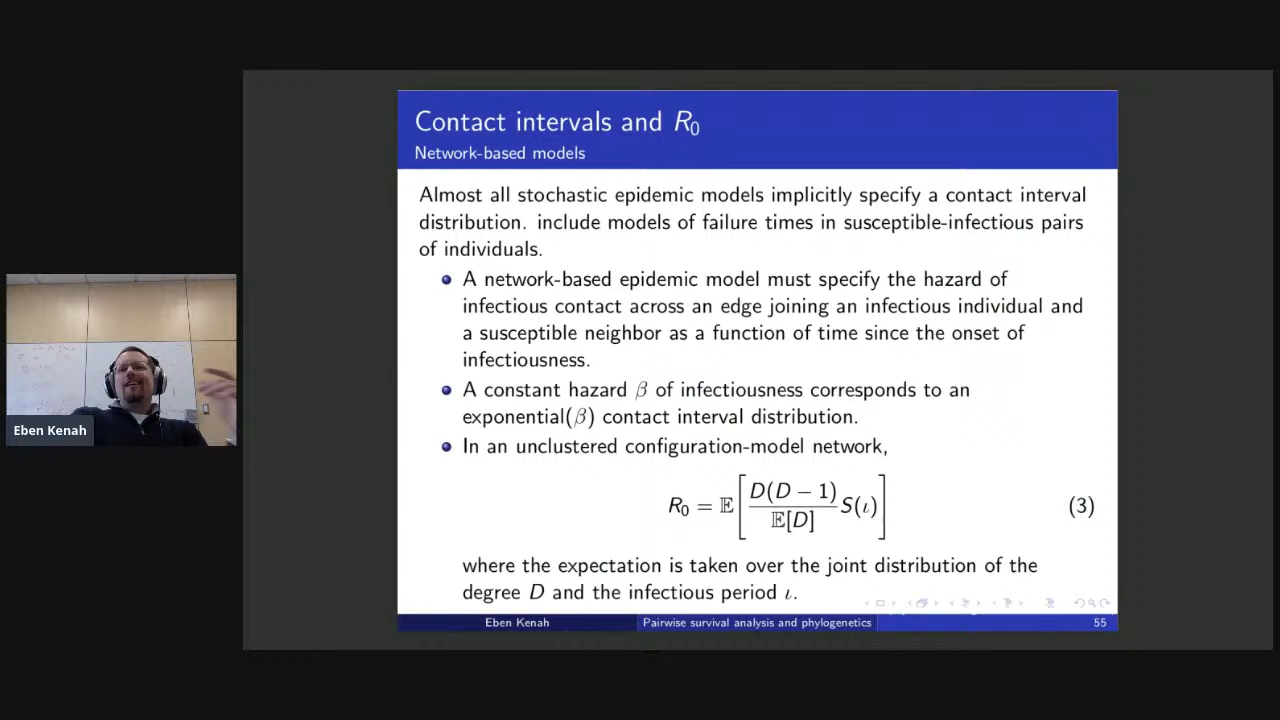 Contact intervals and R₀
Network-based models
Almost all stochastic epidemic models implicitly specify a contact interval
distribution. include models of failure times in susceptible-infectious pairs
of individuals.
A network-based epidemic model must specify the hazard of
infectious contact across an edge joining an infectious individual and
a susceptible neighbor as a function of time since the onset of
infectiousness.
A constant hazard β of infectiousness corresponds to an
exponential(β) contact interval distribution.
In an unclustered configuration-model network,
R₀ = 𝔼[D(D − 1)/𝔼[D] S(ι)] (3)
where the expectation is taken over the joint distribution of the
degree D and the infectious period ι.
Eben Kenah Pairwise survival analysis and phylogenetics 55
Eben Kenah